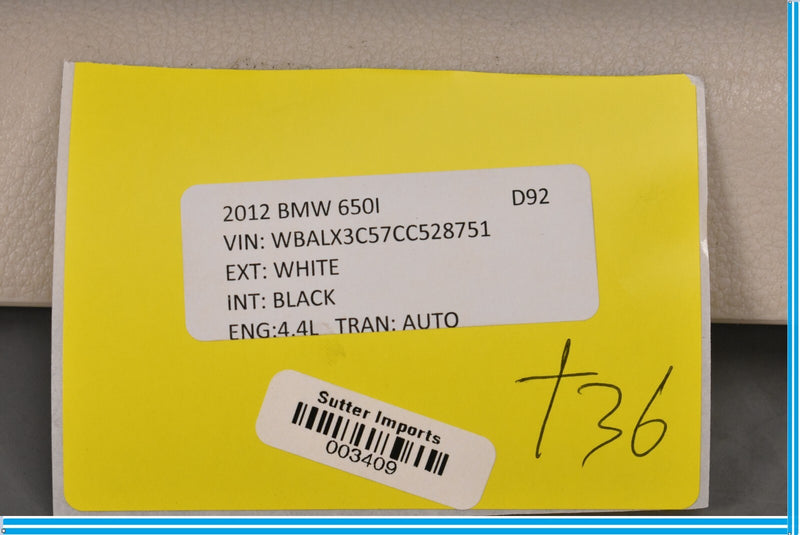 2012 BMW 650I D92
VIN: WBALX3C57CC528751
EXT: WHITE
INT: BLACK
ENG:4.4L TRAN: AUTO
Sutter Imports
003409
t36